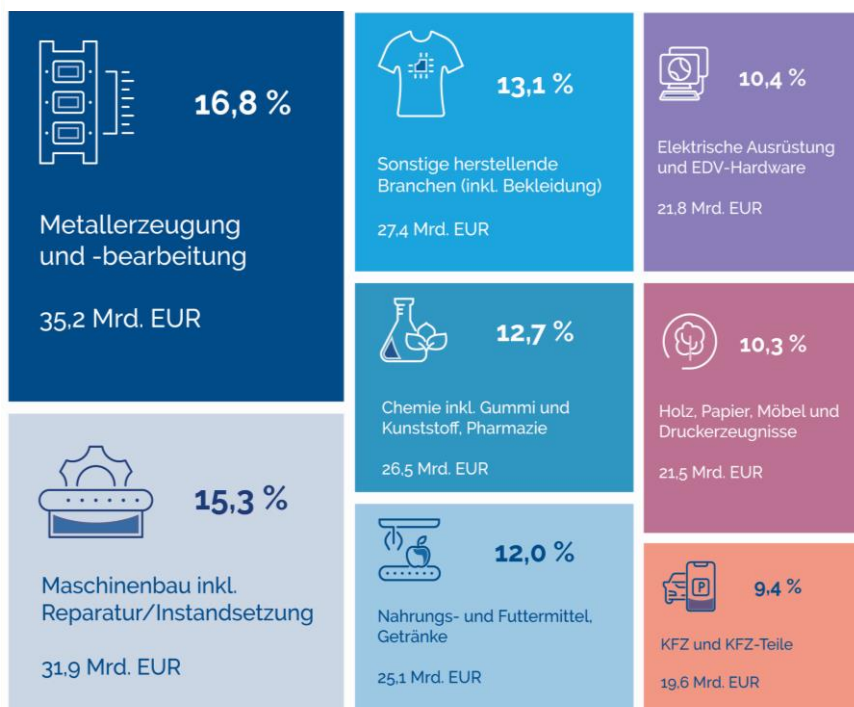 16,8 %
Metallerzeugung
und -bearbeitung
35,2 Mrd. EUR
15,3 %
Maschinenbau inkl.
Reparatur/Instandsetzung
31,9 Mrd. EUR
13,1 %
Sonstige herstellende
Branchen (inkl. Bekleidung)
27,4 Mrd. EUR
12,7 %
Chemie inkl. Gummi und
Kunststoff, Pharmazie
26,5 Mrd. EUR
12,0 %
Nahrungs- und Futtermittel,
Getränke
25,1 Mrd. EUR
10,4 %
Elektrische Ausrüstung
und EDV-Hardware
21,8 Mrd. EUR
10,3 %
Holz, Papier, Möbel und
Druckerzeugnisse
21,5 Mrd. EUR
P
9,4 %
KFZ und KFZ-Teile
19,6 Mrd. EUR